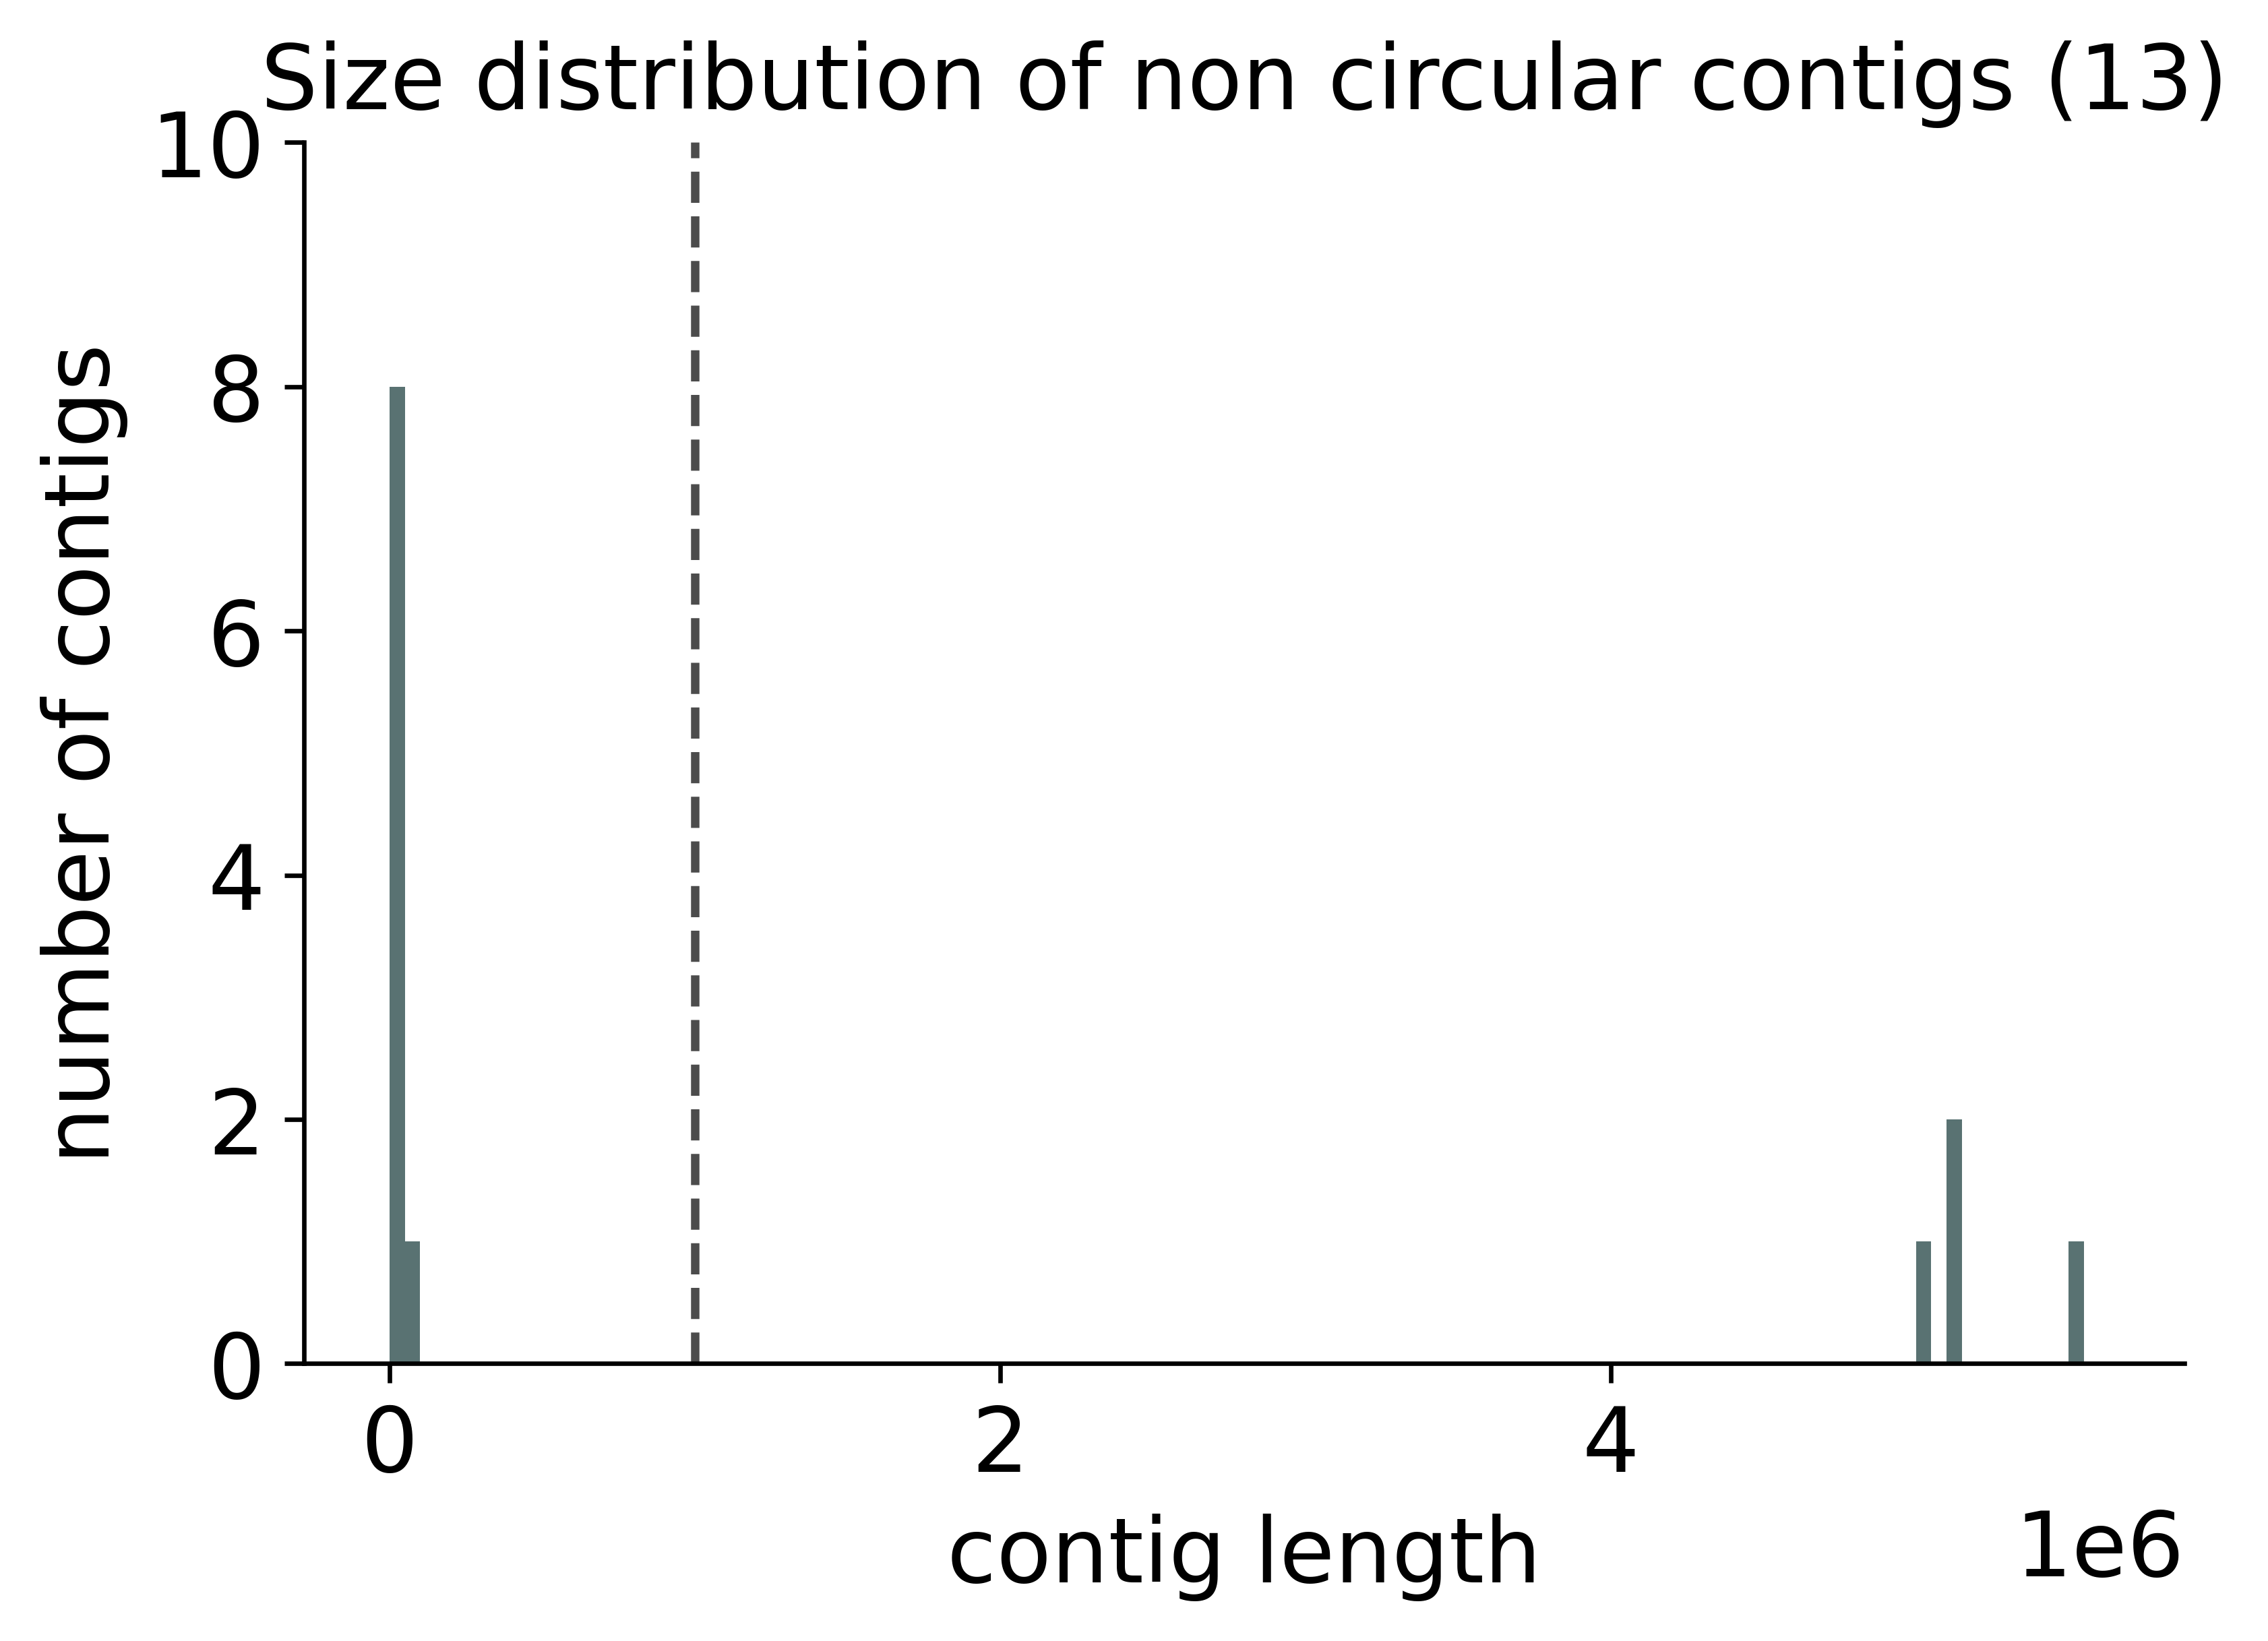 Size distribution of non circular contigs (13)
number of contigs
10
8
6
4
2
0
0 2 4
contig length
1e6